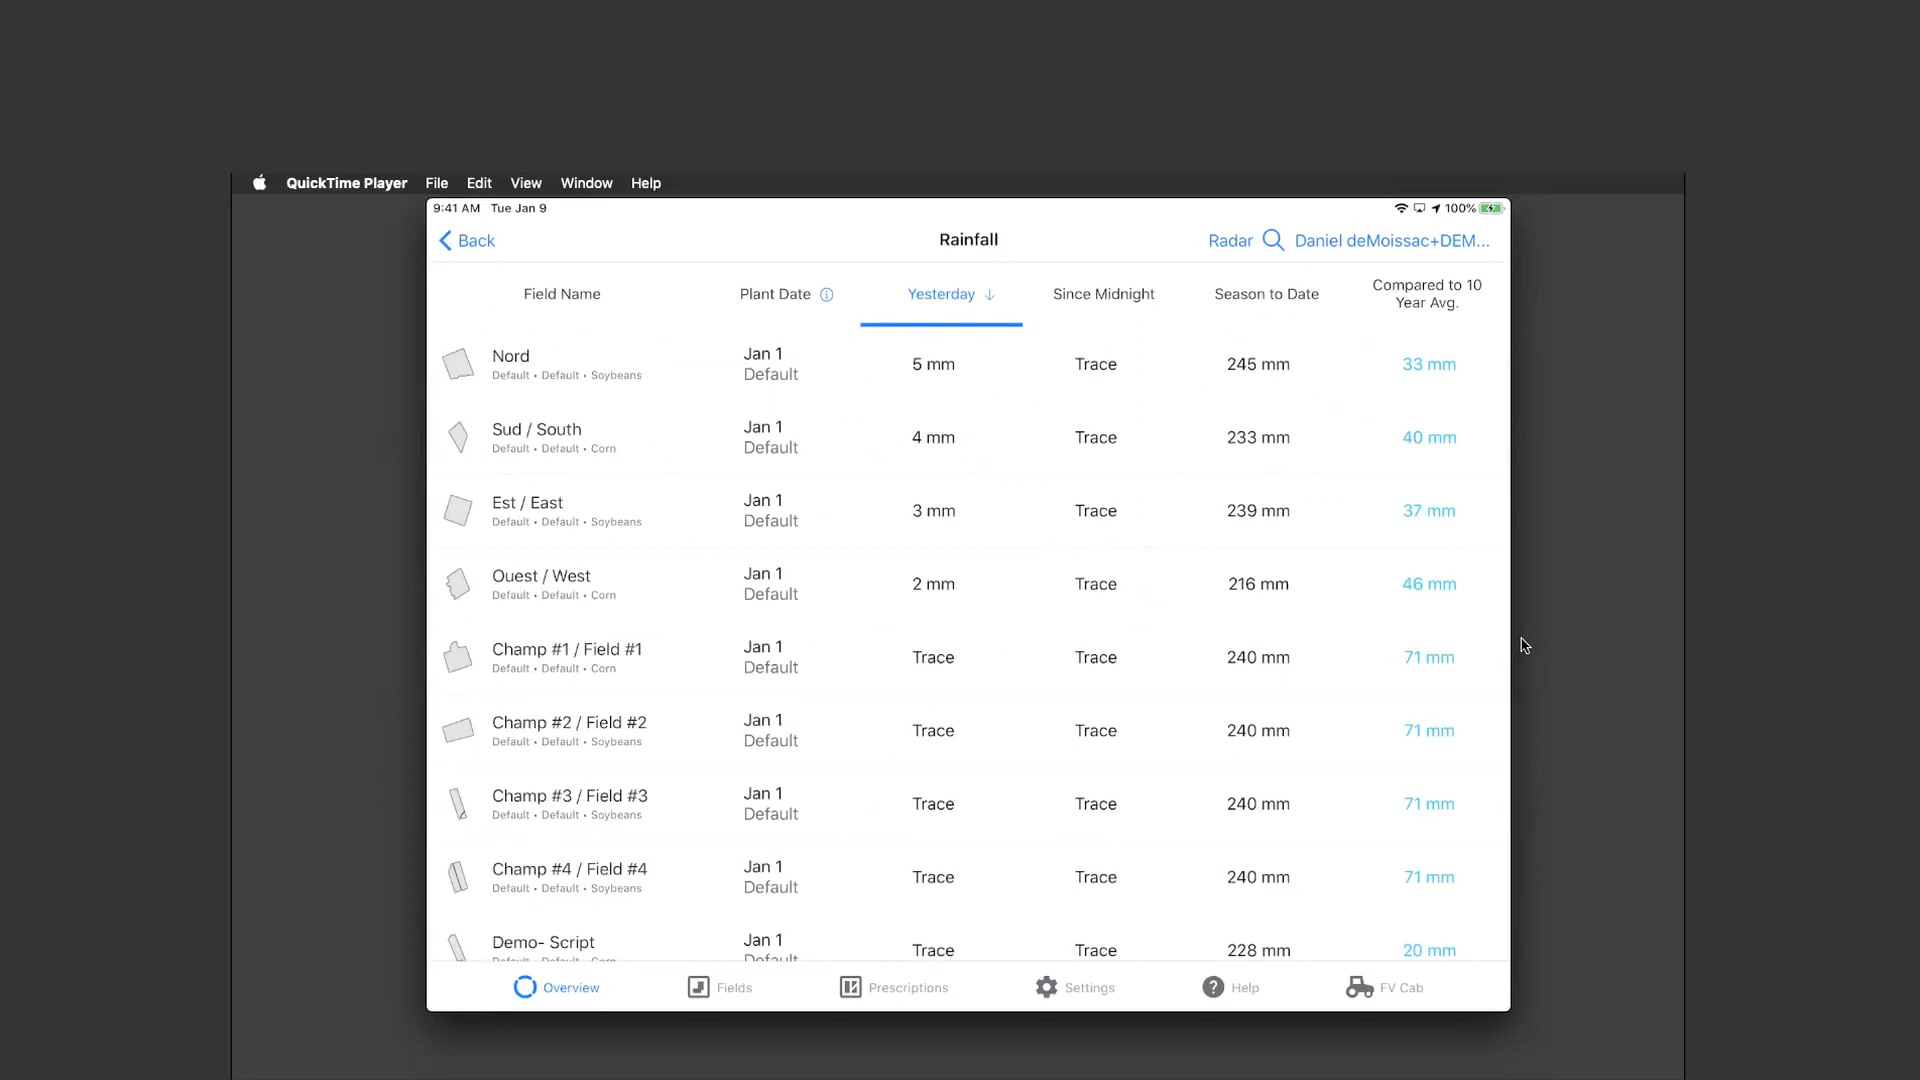 QuickTime Player File Edit View Window Help
9:41 AM Tue Jan 9 100%
Back Rainfall Radar Daniel deMoissac+DEM...
Field Name Plant Date Yesterday ↓ Since Midnight Season to Date Compared to 10
Year Avg.
Nord Jan 1 5 mm Trace 245 mm 33 mm
Default • Default • Soybeans Default
Sud / South Jan 1 4 mm Trace 233 mm 40 mm
Default • Default • Corn Default
Est / East Jan 1 3 mm Trace 239 mm 37 mm
Default • Default • Soybeans Default
Ouest / West Jan 1 2 mm Trace 216 mm 46 mm
Default • Default • Corn Default
Champ #1 / Field #1 Jan 1 Trace Trace 240 mm 71 mm
Default • Default • Corn Default
Champ #2 / Field #2 Jan 1 Trace Trace 240 mm 71 mm
Default • Default • Soybeans Default
Champ #3 / Field #3 Jan 1 Trace Trace 240 mm 71 mm
Default • Default • Soybeans Default
Champ #4 / Field #4 Jan 1 Trace Trace 240 mm 71 mm
Default • Default • Soybeans Default
Demo- Script Jan 1 Trace Trace 228 mm 20 mm
Default • Default • Corn Default
Overview Fields Prescriptions Settings Help FV Cab